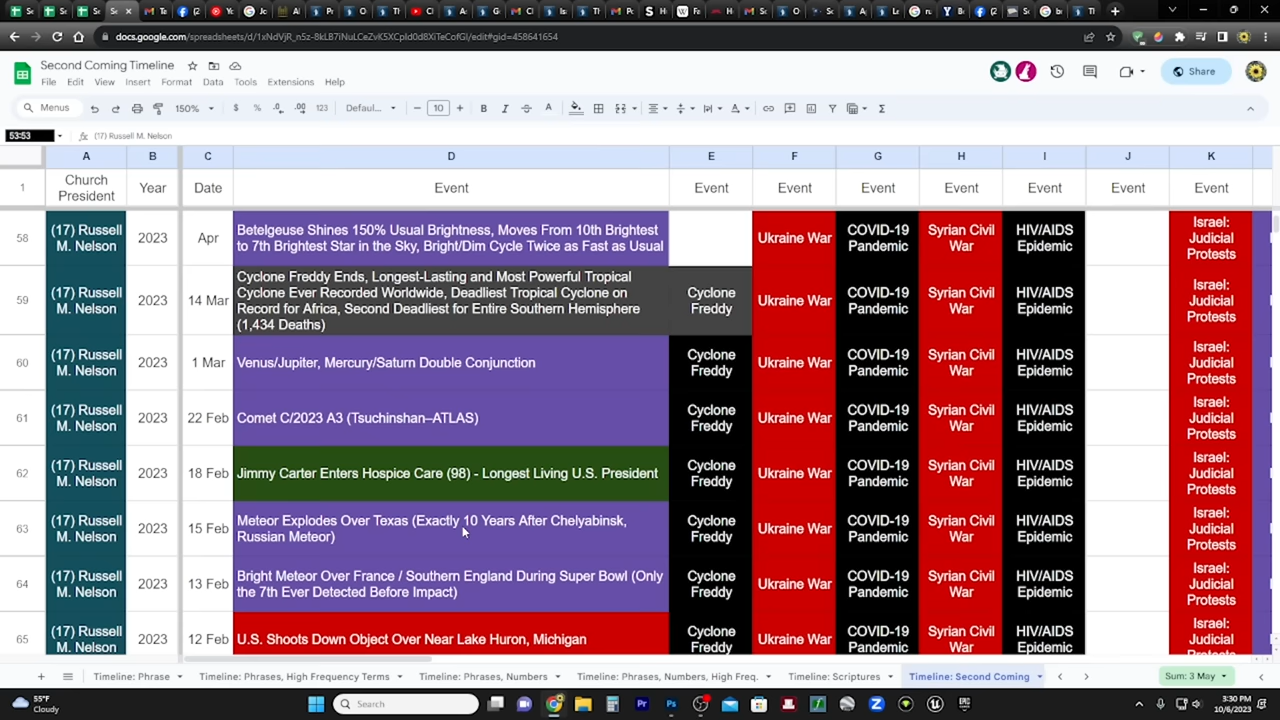 docs.google.com/spreadsheets/d/1xNdVjR_n5z-8kLB7iNuLCeZvK5XCpId0d8XiTeCofGI/edit#gid=458641654
Second Coming Timeline
File Edit View Insert Format Data Tools Extensions Help
Share
Menus 150% $ % .0 .00 123 Defaul... 10 B I A
53:53 fx (17) Russell M. Nelson
A B C D E F G H I J K
1 Church President Year Date Event Event Event Event Event Event Event Event
58 (17) Russell M. Nelson 2023 Apr Betelgeuse Shines 150% Usual Brightness, Moves From 10th Brightest to 7th Brightest Star in the Sky, Bright/Dim Cycle Twice as Fast as Usual Ukraine War COVID-19 Pandemic Syrian Civil War HIV/AIDS Epidemic Israel: Judicial Protests
59 (17) Russell M. Nelson 2023 14 Mar Cyclone Freddy Ends, Longest-Lasting and Most Powerful Tropical Cyclone Ever Recorded Worldwide, Deadliest Tropical Cyclone on Record for Africa, Second Deadliest for Entire Southern Hemisphere (1,434 Deaths) Cyclone Freddy Ukraine War COVID-19 Pandemic Syrian Civil War HIV/AIDS Epidemic Israel: Judicial Protests
60 (17) Russell M. Nelson 2023 1 Mar Venus/Jupiter, Mercury/Saturn Double Conjunction Cyclone Freddy Ukraine War COVID-19 Pandemic Syrian Civil War HIV/AIDS Epidemic Israel: Judicial Protests
61 (17) Russell M. Nelson 2023 22 Feb Comet C/2023 A3 (Tsuchinshan–ATLAS) Cyclone Freddy Ukraine War COVID-19 Pandemic Syrian Civil War HIV/AIDS Epidemic Israel: Judicial Protests
62 (17) Russell M. Nelson 2023 18 Feb Jimmy Carter Enters Hospice Care (98) - Longest Living U.S. President Cyclone Freddy Ukraine War COVID-19 Pandemic Syrian Civil War HIV/AIDS Epidemic Israel: Judicial Protests
63 (17) Russell M. Nelson 2023 15 Feb Meteor Explodes Over Texas (Exactly 10 Years After Chelyabinsk, Russian Meteor) Cyclone Freddy Ukraine War COVID-19 Pandemic Syrian Civil War HIV/AIDS Epidemic Israel: Judicial Protests
64 (17) Russell M. Nelson 2023 13 Feb Bright Meteor Over France / Southern England During Super Bowl (Only the 7th Ever Detected Before Impact) Cyclone Freddy Ukraine War COVID-19 Pandemic Syrian Civil War HIV/AIDS Epidemic Israel: Judicial Protests
65 (17) Russell M. Nelson 2023 12 Feb U.S. Shoots Down Object Over Near Lake Huron, Michigan Cyclone Freddy Ukraine War COVID-19 Pandemic Syrian Civil War HIV/AIDS Epidemic Israel: Judicial
Timeline: Phrase Timeline: Phrases, High Frequency Terms Timeline: Phrases, Numbers Timeline: Phrases, Numbers, High Freq. Timeline: Scriptures Timeline: Second Coming Sum: 3 May
55°F
Cloudy
Search
3:30 PM
10/6/2023